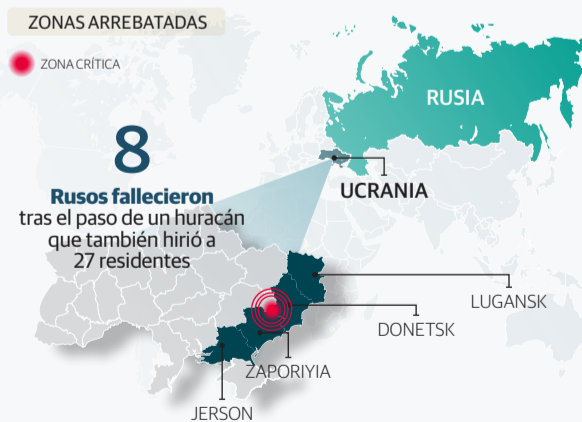 ZONAS ARREBATADAS
ZONA CRÍTICA
8
Rusos fallecieron
tras el paso de un huracán
que también hirió a
27 residentes
RUSIA
UCRANIA
LUGANSK
DONETSK
ZAPORIYIA
JERSON